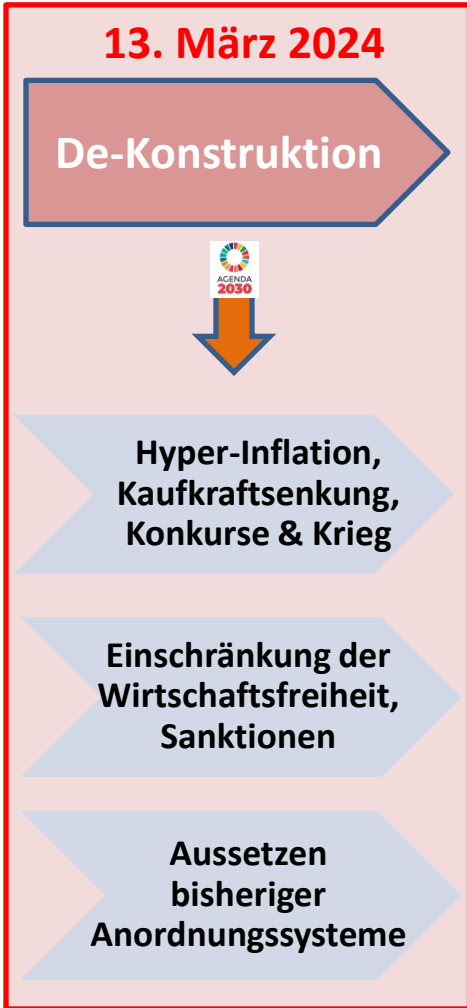 13. März 2024
De-Konstruktion
AGENDA
2030
Hyper-Inflation,
Kaufkraftsenkung,
Konkurse & Krieg
Einschränkung der
Wirtschaftsfreiheit,
Sanktionen
Aussetzen
bisheriger
Anordnungssysteme